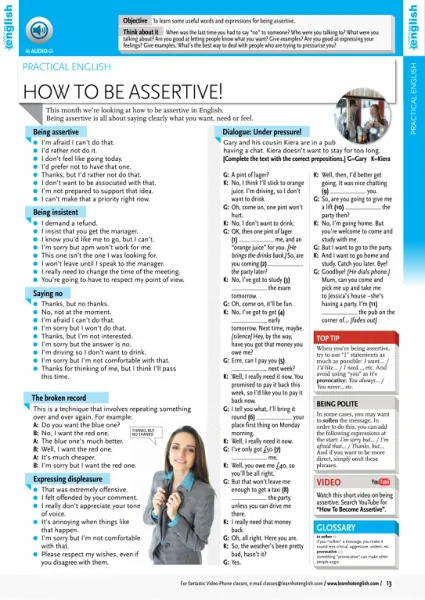 english
AUDIO
Objective To learn some useful words and expressions for being assertive.
Think about it When was the last time you had to say "no" to someone? Who were you talking to? What were you
talking about? Are you good at letting people know what you want? Give examples? Are you good at expressing your
feelings? Give examples. What's the best way to deal with people who are trying to pressurise you?
PRACTICAL ENGLISH
HOW TO BE ASSERTIVE!
This month we're looking at how to be assertive in English.
Being assertive is all about saying clearly what you want, need or feel.
Being assertive
I'm afraid I can't do that.
I'd rather not do it.
I don't feel like going today.
I'd prefer not to have that one.
Thanks, but I'd rather not do that.
I don't want to be associated with that.
I'm not prepared to support that idea.
I can't make that a priority right now.
Being insistent
I demand a refund.
I insist that you get the manager.
I know you'd like me to go, but I can't.
I'm sorry but 2pm won't work for me.
This one isn't the one I was looking for.
I won't leave until I speak to the manager.
I really need to change the time of the meeting.
You're going to have to respect my point of view.
Saying no
Thanks, but no thanks.
No, not at the moment.
I'm afraid I can't do that.
I'm sorry but I won't do that.
Thanks, but I'm not interested.
I'm sorry but the answer is no.
I'm driving so I don't want to drink.
I'm sorry but I'm not comfortable with that.
Thanks for thinking of me, but I think I'll pass
this time.
The broken record
This is a technique that involves repeating something
over and over again. For example:
A: Do you want the blue one?
B: No, I want the red one.
A: The blue one's much better.
B: Well, I want the red one.
A: It's much cheaper.
B: I'm sorry but I want the red one.
THANKS, BUT
NO THANKS!
Expressing displeasure
That was extremely offensive.
I felt offended by your comment.
I really don't appreciate your tone
of voice.
It's annoying when things like
that happen.
I'm sorry but I'm not comfortable
with that.
Please respect my wishes, even if
you disagree with them.
Dialogue: Under pressure!
Gary and his cousin Kiera are in a pub
having a chat. Kiera doesn't want to stay for too long.
[Complete the text with the correct prepositions.] G=Gary K=Kiera
G: A pint of lager?
K: No, I think I'll stick to orange
juice. I'm driving, so I don't
want to drink.
G: Oh, come on, one pint won't
hurt.
K: No, I don't want to drink.
G: OK, then one pint of lager
(1) ____ me, and an
"orange juice" for you. [He
brings the drinks back.] So, are
you coming (2) ____
the party later?
K: No, I've got to study (3)
____ the exam
tomorrow.
G: Oh, come on, it'll be fun.
K: No, I've got to get (4)
____ early
tomorrow. Next time, maybe.
[silence] Hey, by the way,
have you got that money you
owe me?
G: Erm, can I pay you (5)
____ next week?
K: Well, I really need it now. You
promised to pay it back this
week, so I'd like you to pay it
back now.
G: I tell you what, I'll bring it
round (6) ____ your
place first thing on Monday
morning.
K: Well, I really need it now.
G: I've only got £50 (7)
____ me.
K: Well, you owe me £40, so
you'll be all right.
G: But that won't leave me
enough to get a taxi (8)
____ the party,
unless you can drive me
there.
K: I really need that money
back.
G: Oh, all right. Here you are.
K: So, the weather's been pretty
bad, hasn't it?
G: Yes.
K: Well, then, I'd better get
going. It was nice chatting
(9) ____ you.
G: So, are you going to give me
a lift (10) ____ the
party then?
K: No, I'm going home. But
you're welcome to come and
study with me.
G: But I want to go to the party.
K: And I want to go home and
study. Catch you later. Bye!
G: Goodbye! [He dials phone.]
Mum, can you come and
pick me up and take me
to Jessica's house –she's
having a party. I'm (11)
____ the pub on the
corner of... [fades out]
TOP TIP
When you're being assertive,
try to use "I" statements as
much as possible: I want... /
I'd like... / I need..., etc. And
avoid using "you" as it's
provocative: You always... /
You never..., etc.
BEING POLITE
In some cases, you may want
to soften the message. In
order to do this, you can add
the following expressions at
the start: I'm sorry but... / I'm
afraid that... / Thanks, but...
And if you want to be more
direct, simply omit these
phrases.
VIDEO YouTube
Watch this short video on being
assertive. Search YouTube for
"How To Become Assertive".
GLOSSARY
to soften
if you "soften" a message, you make it
sound less critical, aggressive, violent, etc
provocative
something "provocative" can make other
people angry
english
PRACTICAL ENGLISH
For fantastic Video-Phone classes, e-mail classes@learnhotenglish.com / www.learnhotenglish.com / 13